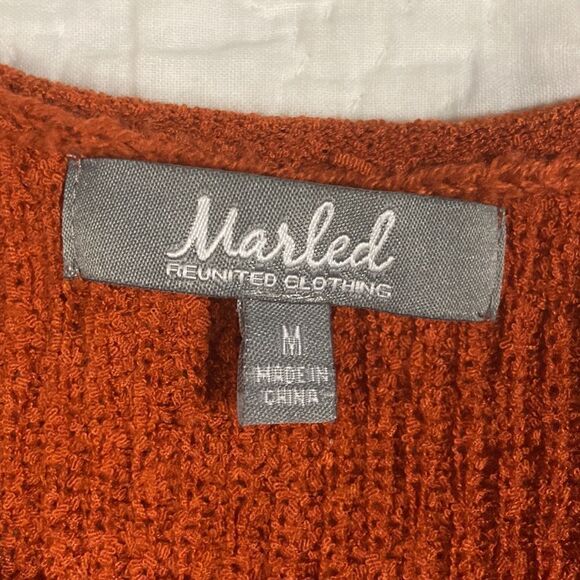 Marled
REUNITED CLOTHING
M
MADE IN
CHINA